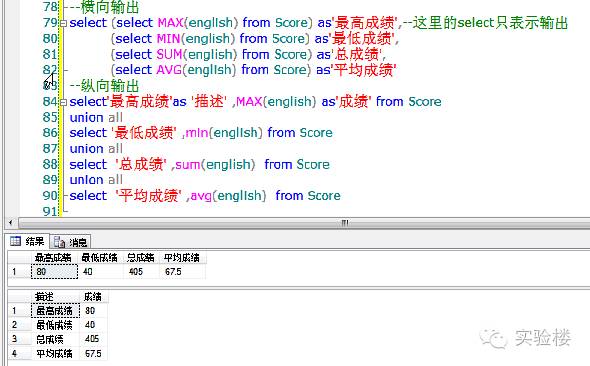 78 ---横向输出
79 select (select MAX(english) from Score) as'最高成绩',--这里的select只表示输出
80 (select MIN(english) from Score) as'最低成绩',
81 (select SUM(english) from Score) as'总成绩',
82 (select AVG(english) from Score) as'平均成绩'
83 --纵向输出
84 select'最高成绩'as '描述' ,MAX(english) as'成绩' from Score
85 union all
86 select '最低成绩' ,min(english) from Score
87 union all
88 select '总成绩' ,sum(english) from Score
89 union all
90 select '平均成绩' ,avg(english) from Score
91
结果 消息
最高成绩 最低成绩 总成绩 平均成绩
1 80 40 405 67.5
描述 成绩
1 最高成绩 80
2 最低成绩 40
3 总成绩 405
4 平均成绩 67.5
实验楼